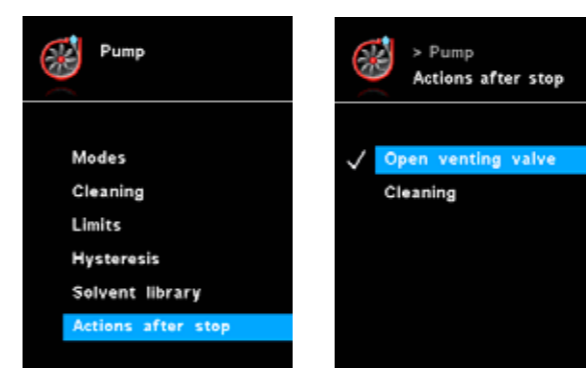 Pump
Modes
Cleaning
Limits
Hysteresis
Solvent library
Actions after stop
> Pump
Actions after stop
Open venting valve
Cleaning